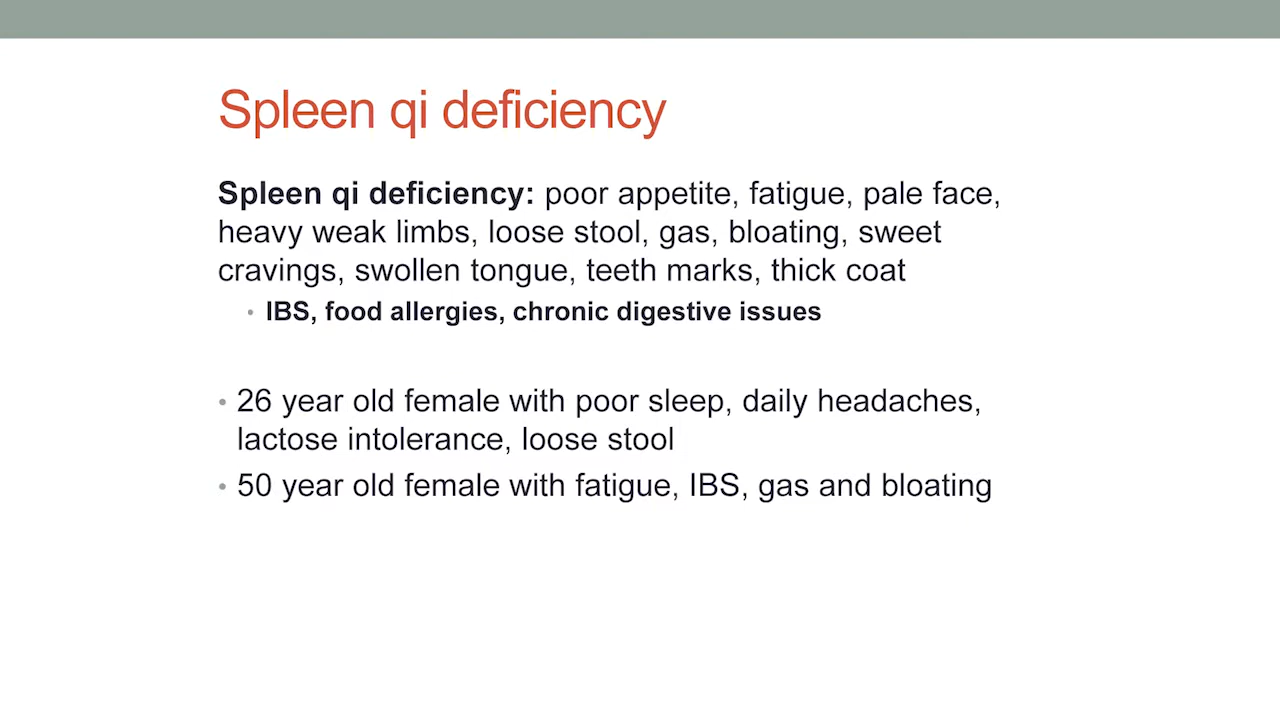 Spleen qi deficiency
Spleen qi deficiency: poor appetite, fatigue, pale face,
heavy weak limbs, loose stool, gas, bloating, sweet
cravings, swollen tongue, teeth marks, thick coat
• IBS, food allergies, chronic digestive issues
• 26 year old female with poor sleep, daily headaches,
lactose intolerance, loose stool
• 50 year old female with fatigue, IBS, gas and bloating